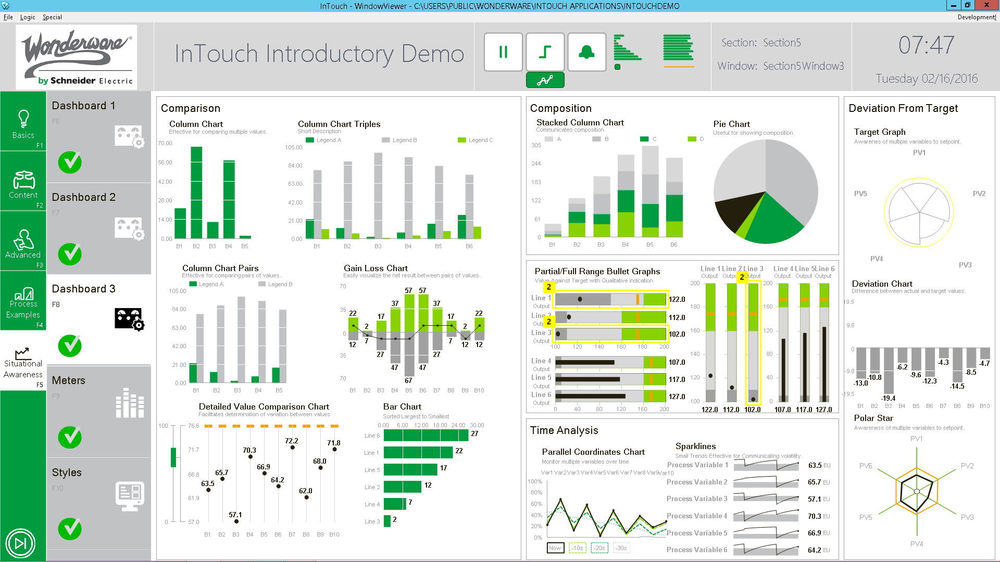 InTouch - WindowViewer - C:\USERS\PUBLIC\WONDERWARE\INTOUCH APPLICATIONS\INTOUCHDEMO
File Logic Special
Development!
Wonderware®
by Schneider Electric
InTouch Introductory Demo
Section: Section5
Window: Section5Window3
07:47
Tuesday 02/16/2016
Basics
F1
Content
F2
Advanced
F3
Process
Examples
F4
Situational
Awareness
F5
Dashboard 1
F6
Dashboard 2
F7
Dashboard 3
F8
Meters
F9
Styles
F10
Comparison
Column Chart
Effective for comparing multiple values.
70.00
56.00
42.00
28.00
14.00
0.00
B1 B2 B3 B4 B5
Column Chart Triples
Short Description
Legend A Legend B Legend C
105.00
84.00
63.00
42.00
21.00
0.00
B1 B2 B3 B4 B5 B6
Column Chart Pairs
Effective for comparing pairs of values.
Legend A Legend B
105.00
84.00
63.00
42.00
21.00
0.00
B1 B2 B3 B4 B5
Gain Loss Chart
Easily visualize the net result between pairs of values.
70
35
0
35
70
22 2 17 37 57 57 37 17 2 22
12 7 27 47 67 47 27 7 12 12
B1 B2 B3 B4 B5 B6 B7 B8 B9 B10
Detailed Value Comparison Chart
Facilitates determination of variation between values
100
0
76.6
71.7
66.8
61.9
57.0
63.5 65.7 57.1 70.3 66.9 64.2 72.2 62.0 68.0 71.8
B1 B2 B3 B4 B5 B6 B7 B8 B9 B10
Bar Chart
Sorted Largest to Smallest
0.00 6.00 12.00 18.00 24.00 30.00
Line 6 27
Line 1 22
Line 5 17
Line 2 12
Line 4 7
Line 3 2
Composition
Stacked Column Chart
Communicates composition
A B C D
305
244
183
122
61
0
B1 B2 B3 B4 B5 B6
Pie Chart
Useful for showing composition.
Partial/Full Range Bullet Graphs
Value Against Target with Qualitative indication.
2
Line 1
Output
122.0
Line 2
Output
112.0
2
Line 3
Output
102.0
100 120 140 160 180 200
Line 4
Output
107.0
Line 5
Output
117.0
Line 6
Output
127.0
0 40 80 120 160 200
Line 1 Line 2 Line 3
Output Output Output
2
200
180
160
140
120
100
122.0 112.0 102.0
Line 4 Line 5 Line 6
Output Output Output
200
160
120
80
40
0
107.0 117.0 127.0
Time Analysis
Parallel Coordinates Chart
Monitor multiple variables over time
Var1 Var2 Var3 Var4 Var5 Var6 Var7 Var8 Var9 Var10
100%
80%
60%
40%
20%
0%
Now -10s -20s -30s
Sparklines
Small Trends Effective for Communicating volatility.
Process Variable 1 63.5 EU
Process Variable 2 65.7 EU
Process Variable 3 57.1 EU
Process Variable 4 70.3 EU
Process Variable 5 66.9 EU
Process Variable 6 64.2 EU
Deviation From Target
Target Graph
Awarenes of multiple variables to setpoint.
PV1
PV2
PV3
PV4
PV5
Deviation Chart
Difference between actual and target values.
19.5
9.8
0
-9.8
-19.5
-13.0 -10.8 -19.4 -6.2 -9.6 -12.3 -4.3 -14.5 -8.5 -4.7
B1 B2 B3 B4 B5 B6 B7 B8 B9 B10
Polar Star
Awareness of multiple variables to setpoint.
PV1
PV2
PV3
PV4
PV5
PV6